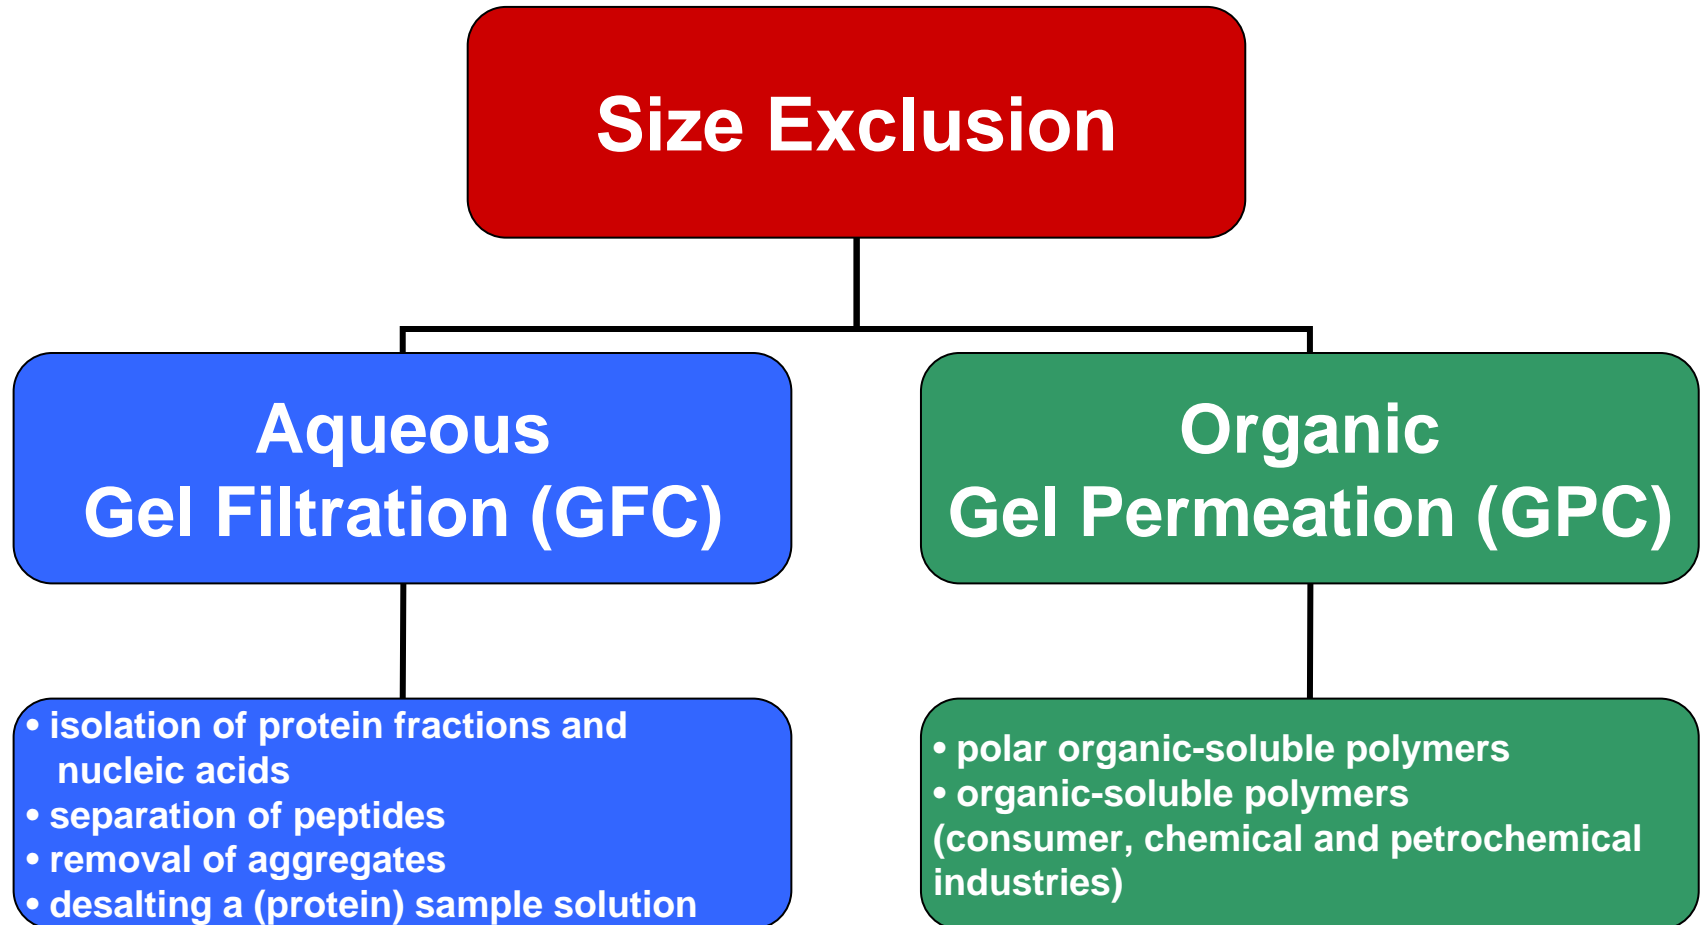 Size Exclusion
Aqueous
Gel Filtration (GFC)
Organic
Gel Permeation (GPC)
• isolation of protein fractions and
nucleic acids
• separation of peptides
• removal of aggregates
• desalting a (protein) sample solution
• polar organic-soluble polymers
• organic-soluble polymers
(consumer, chemical and petrochemical
industries)